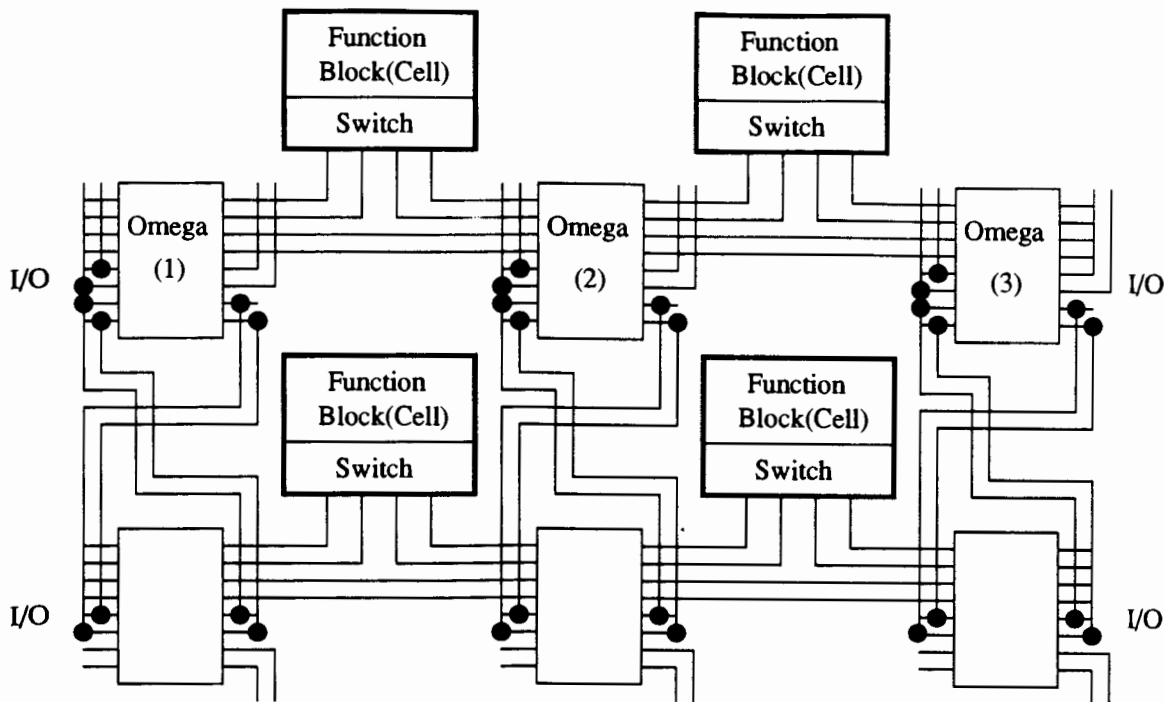 Function
Block(Cell)
Switch
Function
Block(Cell)
Switch
Omega
(1)
Omega
(2)
Omega
(3)
I/O
I/O
Function
Block(Cell)
Switch
Function
Block(Cell)
Switch
I/O
I/O